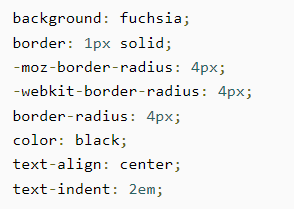 background: fuchsia;
border: 1px solid;
-moz-border-radius: 4px;
-webkit-border-radius: 4px;
border-radius: 4px;
color: black;
text-align: center;
text-indent: 2em;